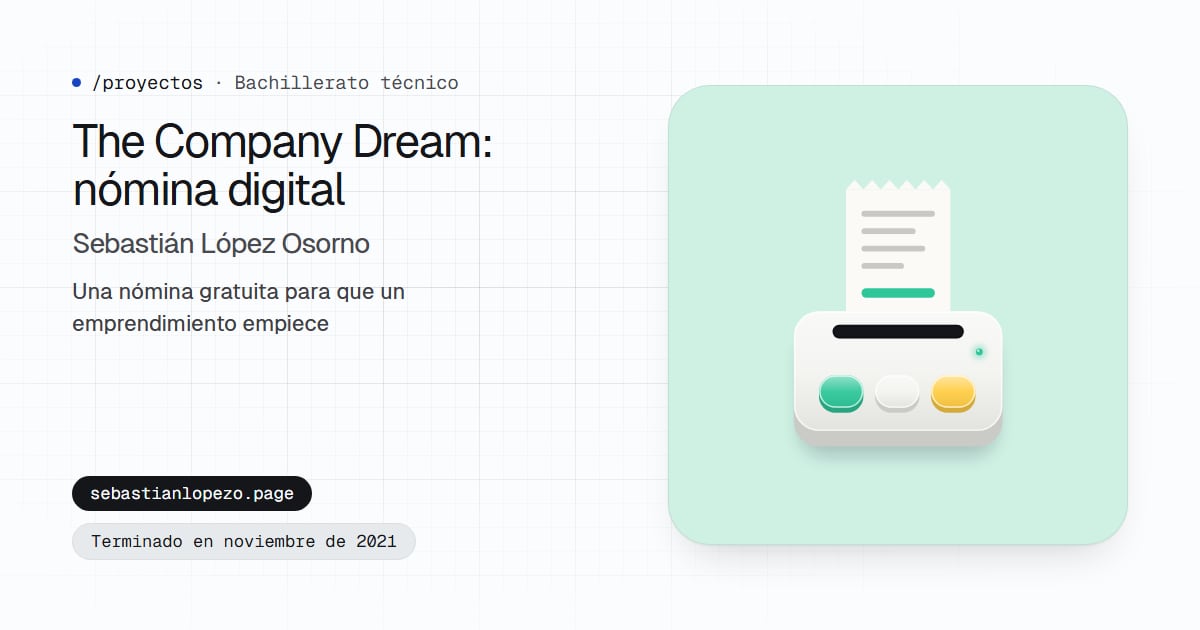 /proyectos · Bachillerato técnico
The Company Dream:
nómina digital
Sebastián López Osorno
Una nómina gratuita para que un
emprendimiento empiece
sebastianlopezo.page
Terminado en noviembre de 2021